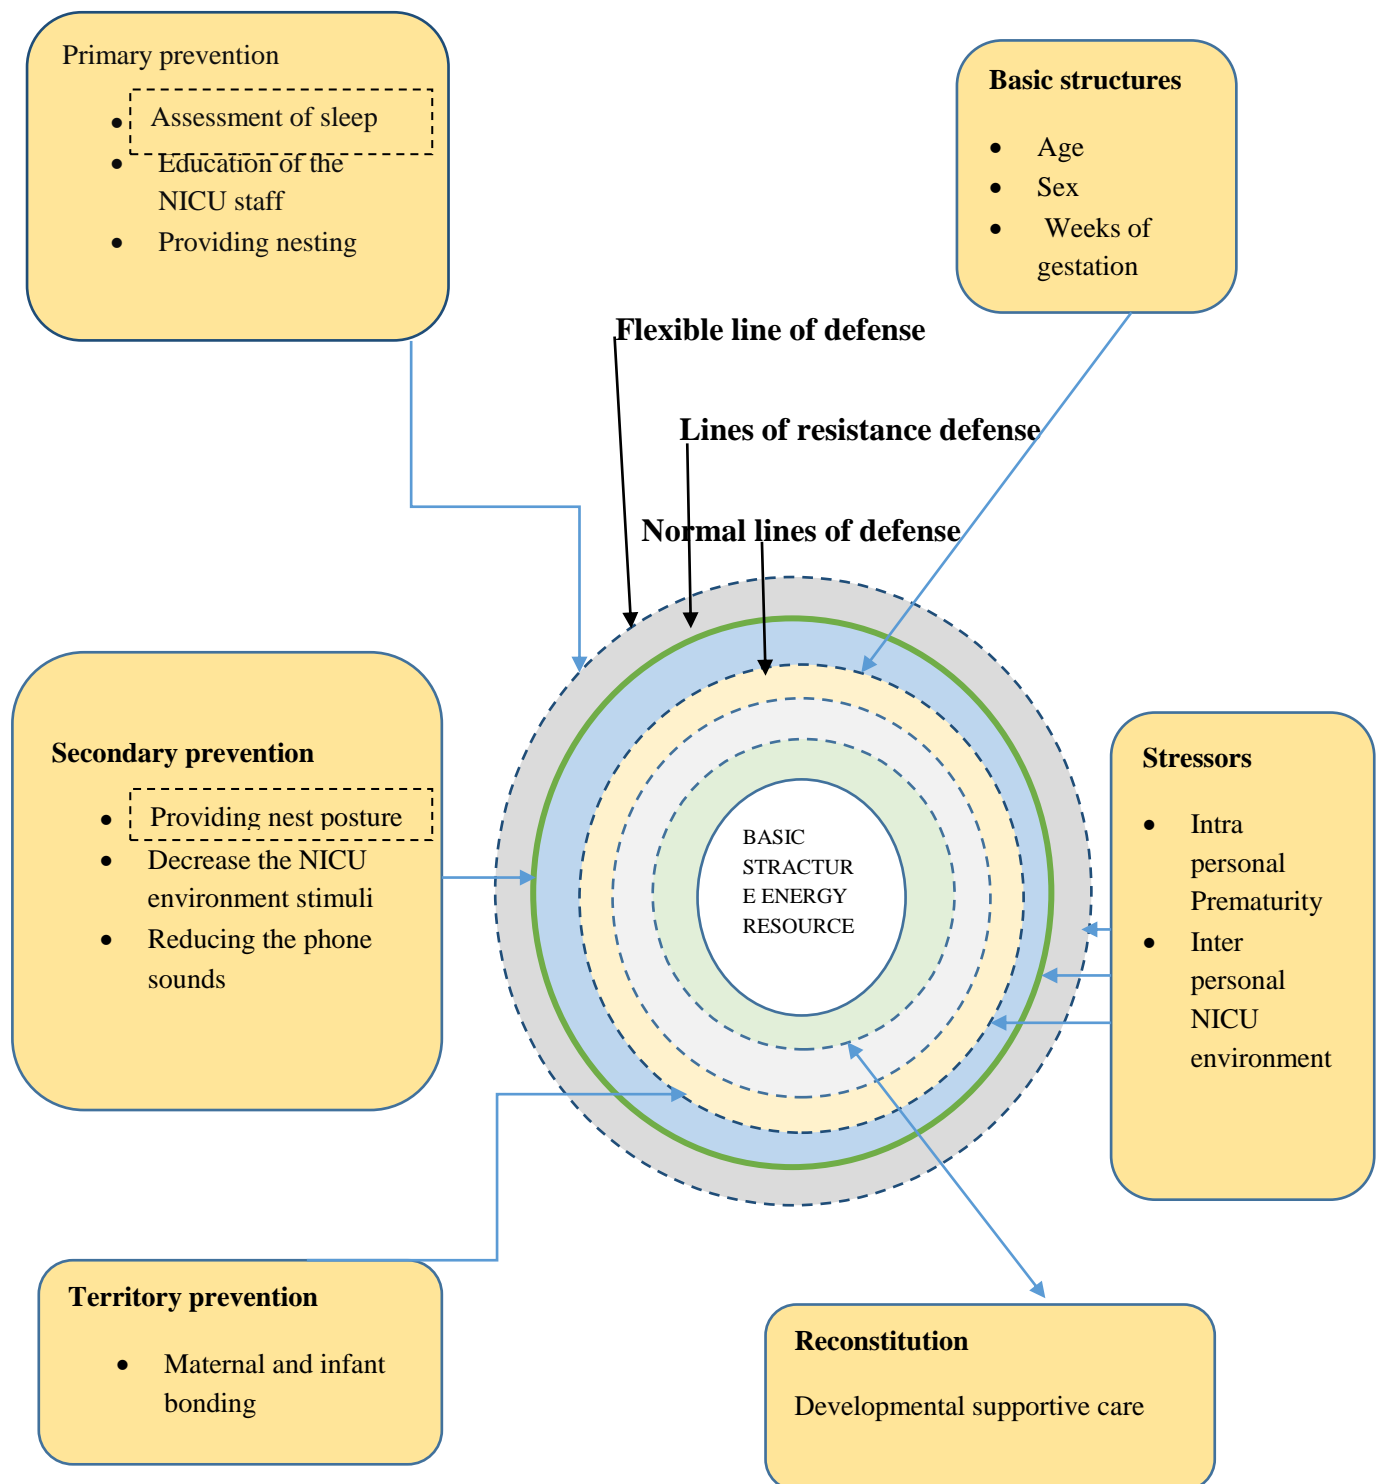 Primary prevention
• Assessment of sleep
• Education of the
NICU staff
• Providing nesting
Basic structures
• Age
• Sex
• Weeks of
gestation
Flexible line of defense
Lines of resistance defense
Normal lines of defense
Secondary prevention
• Providing nest posture
• Decrease the NICU
environment stimuli
• Reducing the phone
sounds
BASIC
STRACTUR
E ENERGY
RESOURCE
Stressors
• Intra
personal
Prematurity
• Inter
personal
NICU
environment
Territory prevention
• Maternal and infant
bonding
Reconstitution
Developmental supportive care